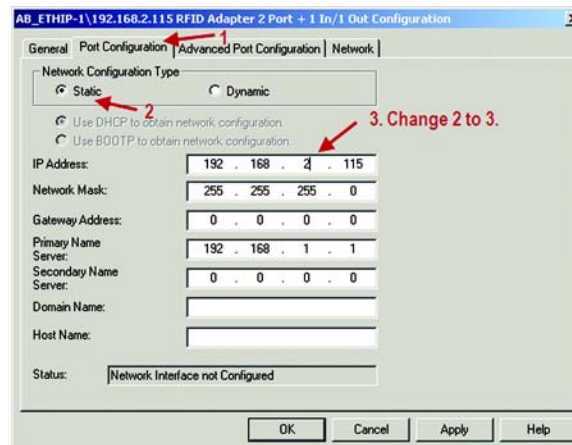 AB_ETHIP-1\192.168.2.115 RFID Adapter 2 Port + 1 In/1 Out Configuration
1
General Port Configuration Advanced Port Configuration Network
Network Configuration Type
Static Dynamic
2
Use DHCP to obtain network configuration.
3. Change 2 to 3.
Use BOOTP to obtain network configuration.
IP Address: 192 . 168 . 2 . 115
Network Mask: 255 . 255 . 255 . 0
Gateway Address: 0 . 0 . 0 . 0
Primary Name
Server: 192 . 168 . 1 . 1
Secondary Name
Server: 0 . 0 . 0 . 0
Domain Name:
Host Name:
Status: Network Interface not Configured
OK Cancel Apply Help